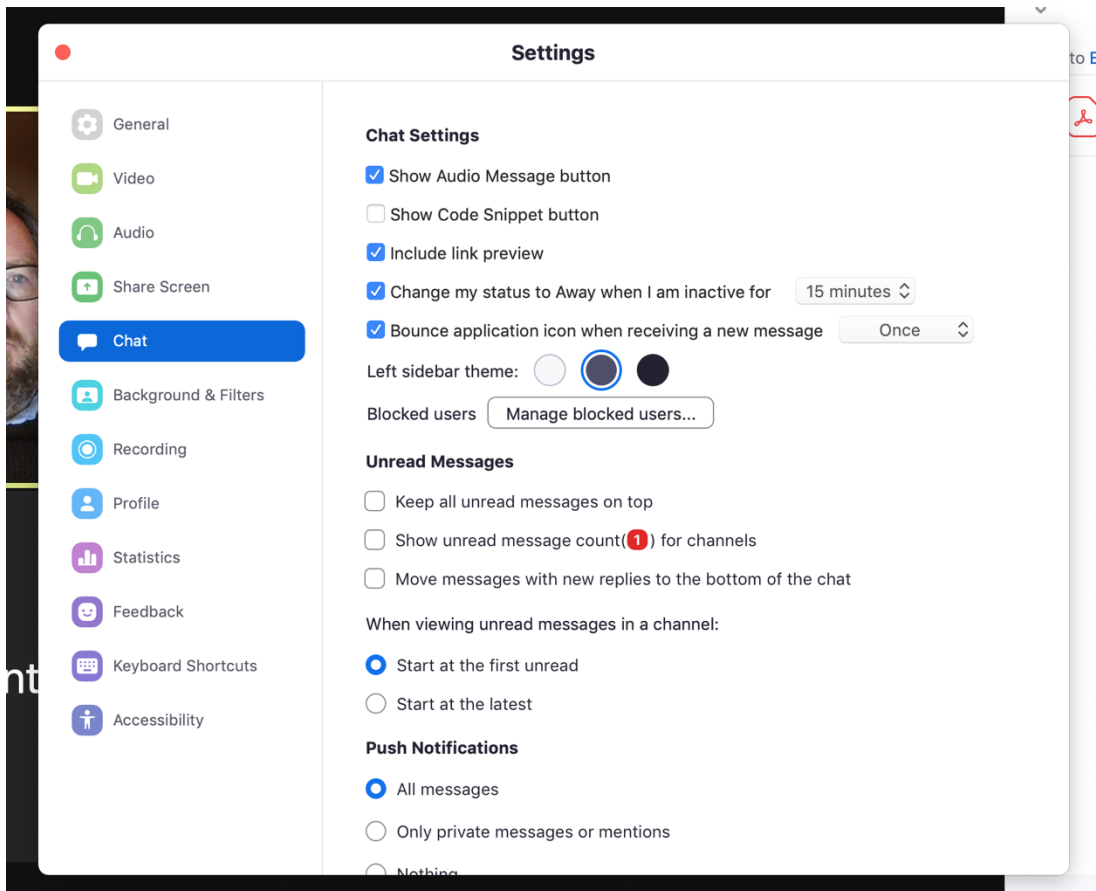 Settings
to
General
Video
Audio
Share Screen
Chat
Background & Filters
Recording
Profile
Statistics
Feedback
Keyboard Shortcuts
Accessibility
Chat Settings
Show Audio Message button
Show Code Snippet button
Include link preview
Change my status to Away when I am inactive for 15 minutes
Bounce application icon when receiving a new message Once
Left sidebar theme:
Blocked users Manage blocked users...
Unread Messages
Keep all unread messages on top
Show unread message count(1) for channels
Move messages with new replies to the bottom of the chat
When viewing unread messages in a channel:
Start at the first unread
Start at the latest
Push Notifications
All messages
Only private messages or mentions
Nothing
nt